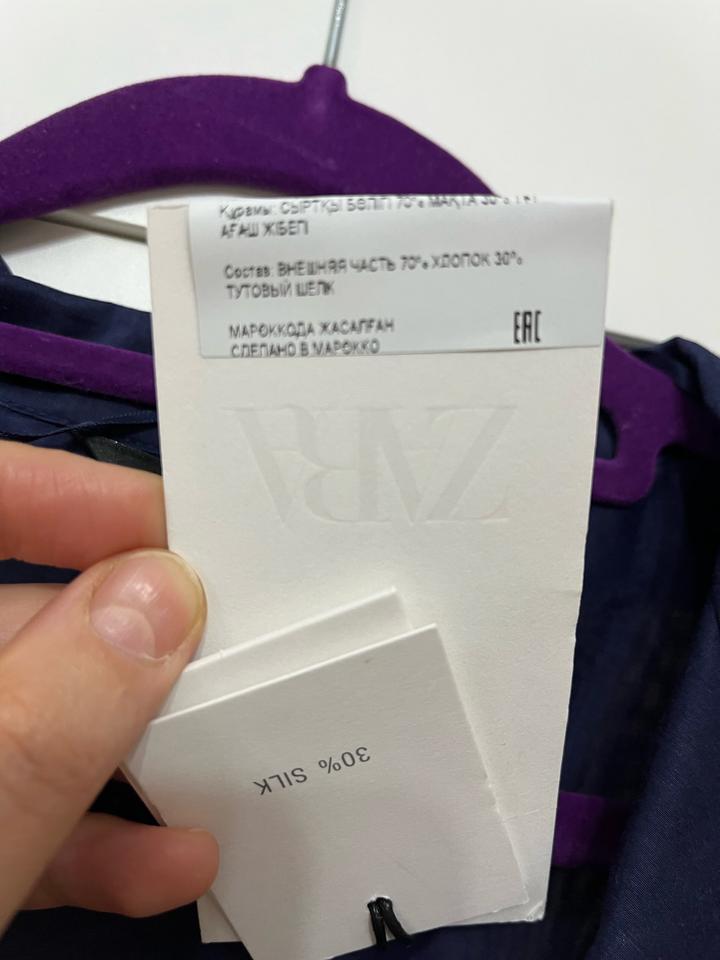 Құрамы: СЫРТҚЫ БӨЛІГІ 70% МАҚТА 30%
АҒАШ ЖІБЕГІ
Состав: ВНЕШНЯЯ ЧАСТЬ 70% ХЛОПОК 30%
ТУТОВЫЙ ШЕЛК
МАРОККОДА ЖАСАЛҒАН
СДЕЛАНО В МАРОККО
EAC
ZARA
30% SILK